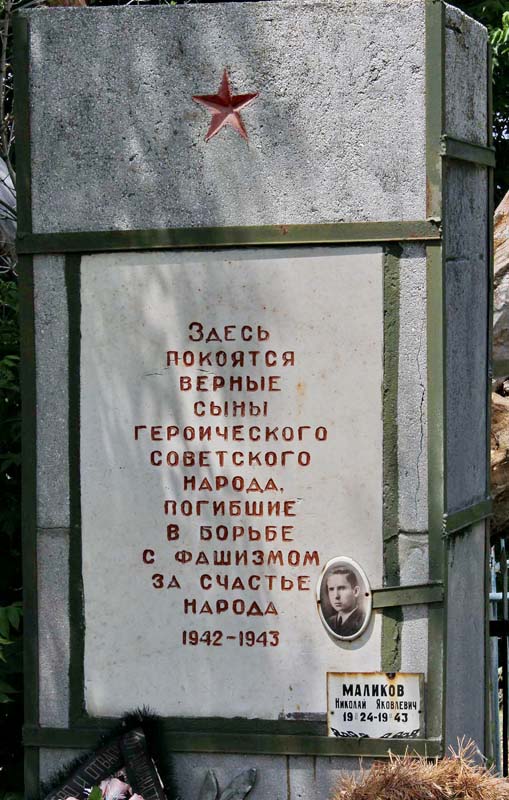 Здесь
покоятся
верные
сыны
героического
советского
народа,
погибшие
в борьбе
с фашизмом
за счастье
народа
1942-1943
МАЛИКОВ
Николай Яковлевич
1924-1943